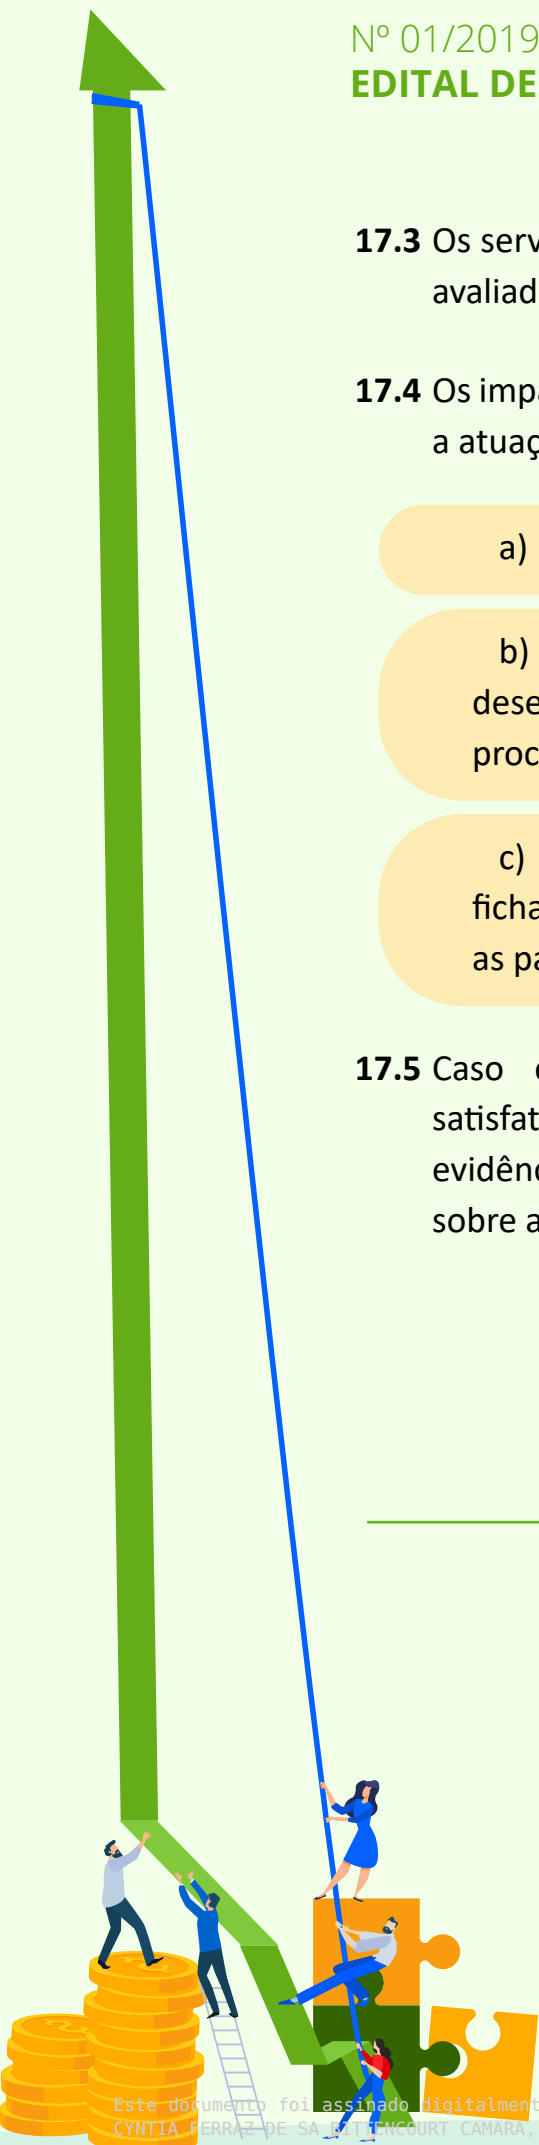 Nº 01/2019
EDITAL DE
17.3 Os serv
avaliad
17.4 Os imp
a atuaç
a)
b)
dese
proc
c)
ficha
as pa
17.5 Caso
satisfat
evidênc
sobre a
Este documento foi assinado digitalment
CYNTIA FERRAZ DE SA BITTENCOURT CAMARA,